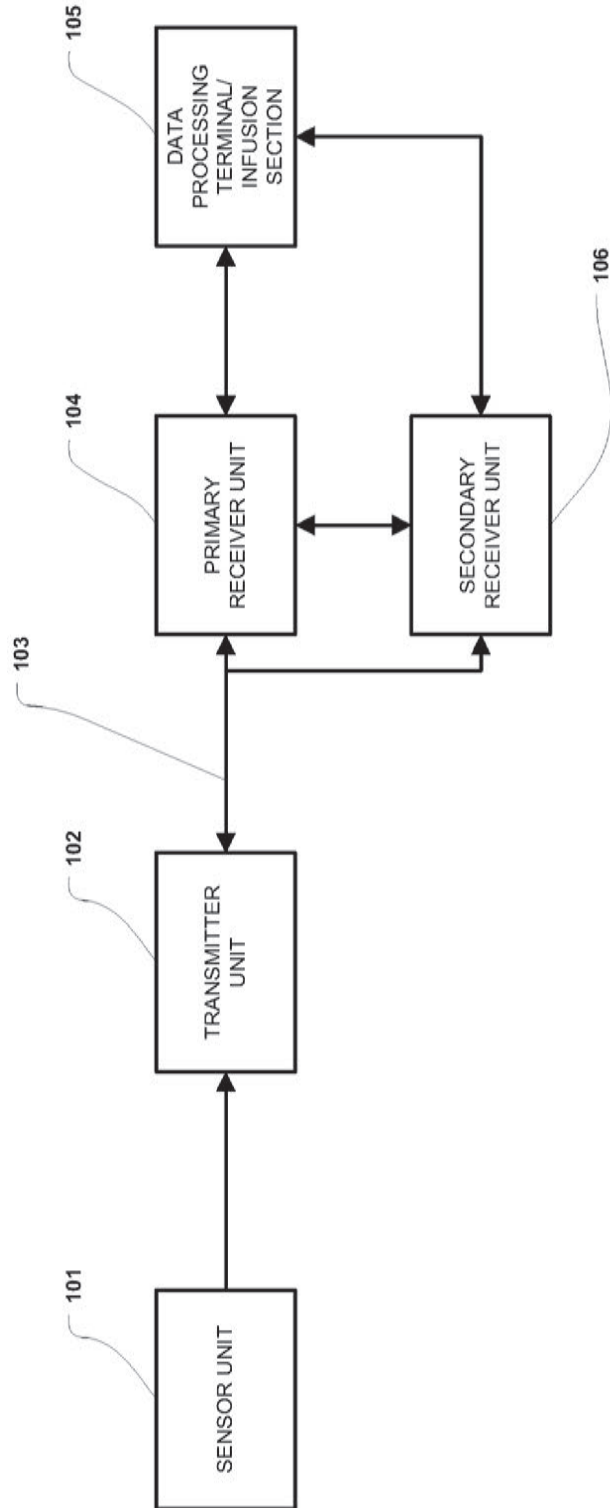 101
SENSOR UNIT
102
TRANSMITTER
UNIT
103
104
PRIMARY
RECEIVER UNIT
105
DATA
PROCESSING
TERMINAL/
INFUSION
SECTION
SECONDARY
RECEIVER UNIT
106